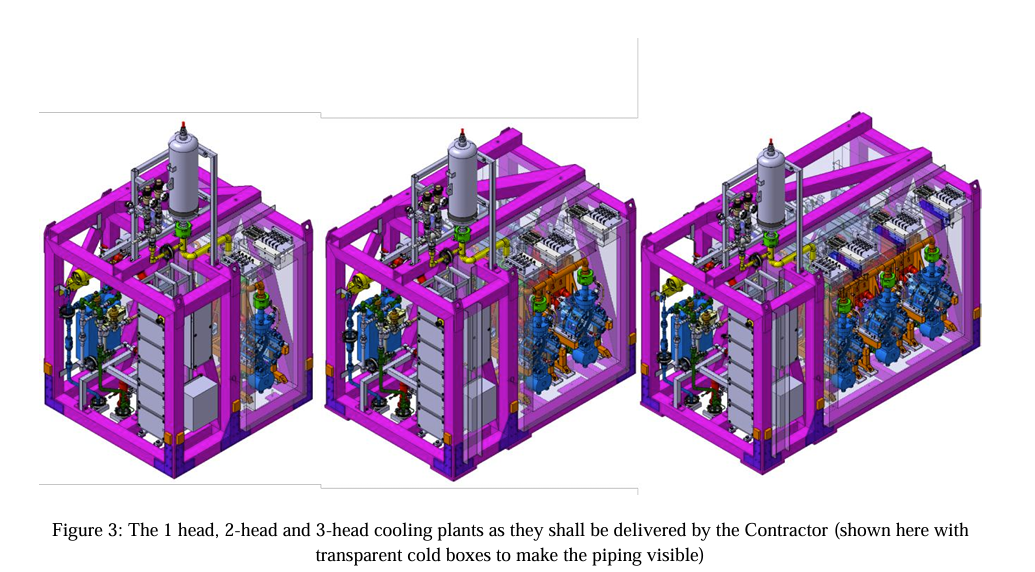 Figure 3: The 1 head, 2-head and 3-head cooling plants as they shall be delivered by the Contractor (shown here with
transparent cold boxes to make the piping visible)